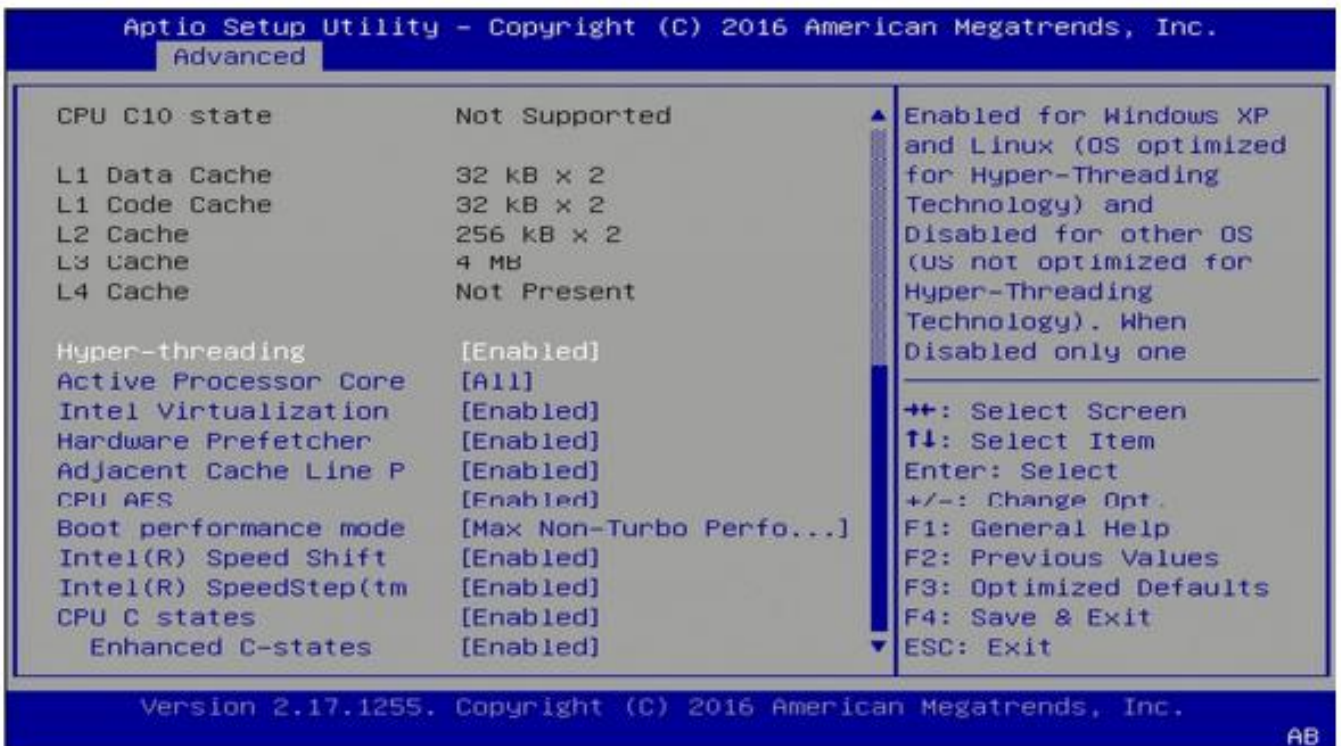 Aptio Setup Utility – Copyright (C) 2016 American Megatrends, Inc.
Advanced
CPU C10 state Not Supported
L1 Data Cache 32 kB x 2
L1 Code Cache 32 kB x 2
L2 Cache 256 kB x 2
L3 Cache 4 MB
L4 Cache Not Present
Hyper-threading [Enabled]
Active Processor Core [All]
Intel Virtualization [Enabled]
Hardware Prefetcher [Enabled]
Adjacent Cache Line P [Enabled]
CPU AES [Enabled]
Boot performance mode [Max Non-Turbo Perfo...]
Intel(R) Speed Shift [Enabled]
Intel(R) SpeedStep(tm [Enabled]
CPU C states [Enabled]
Enhanced C-states [Enabled]
Enabled for Windows XP
and Linux (OS optimized
for Hyper-Threading
Technology) and
Disabled for other OS
(OS not optimized for
Hyper-Threading
Technology). When
Disabled only one
→←: Select Screen
↑↓: Select Item
Enter: Select
+/-: Change Opt.
F1: General Help
F2: Previous Values
F3: Optimized Defaults
F4: Save & Exit
ESC: Exit
Version 2.17.1255. Copyright (C) 2016 American Megatrends, Inc.
AB